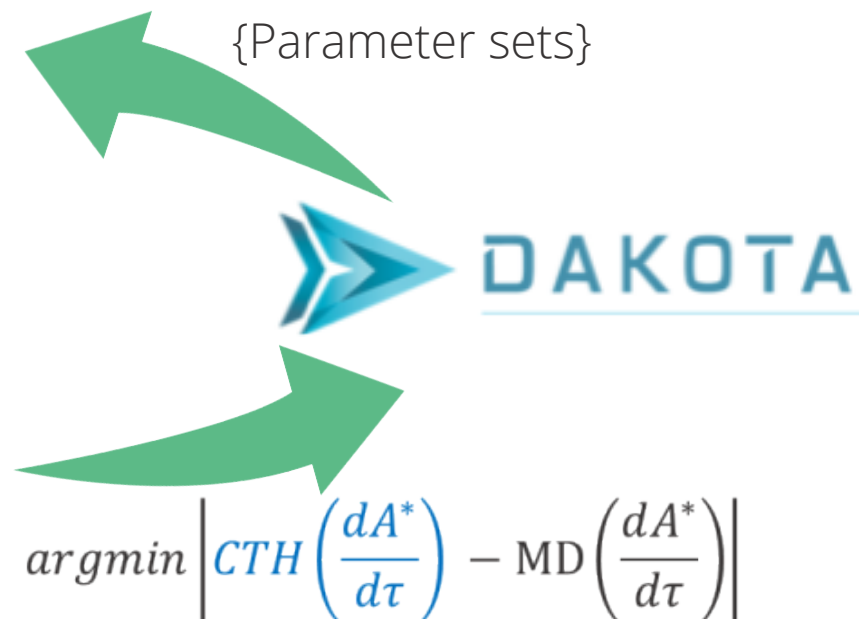 {Parameter sets}
DAKOTA
argmin |CTH (dA*/dτ) − MD (dA*/dτ)|